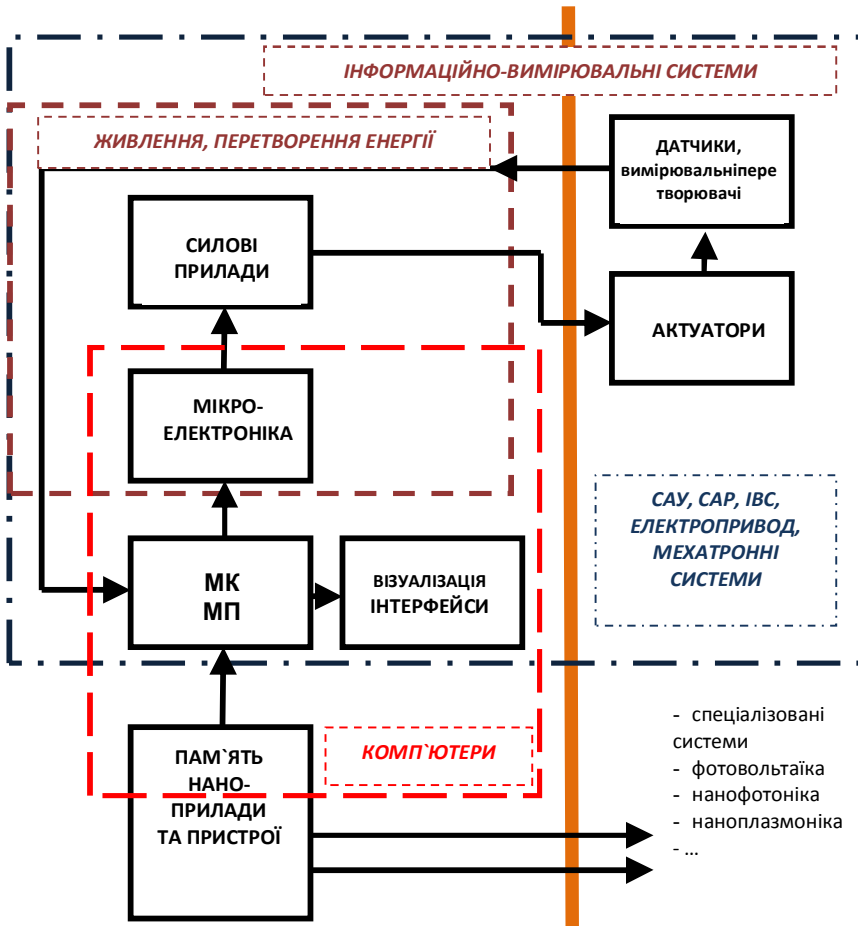 ІНФОРМАЦІЙНО-ВИМІРЮВАЛЬНІ СИСТЕМИ
ЖИВЛЕННЯ, ПЕРЕТВОРЕННЯ ЕНЕРГІЇ
ДАТЧИКИ,
вимірювальніпере
творювачі
СИЛОВІ
ПРИЛАДИ
АКТУАТОРИ
МІКРО-
ЕЛЕКТРОНІКА
САУ, САР, ІВС,
ЕЛЕКТРОПРИВОД,
МЕХАТРОННІ
СИСТЕМИ
МК
МП
ВІЗУАЛІЗАЦІЯ
ІНТЕРФЕЙСИ
КОМП`ЮТЕРИ
ПАМ`ЯТЬ
НАНО-
ПРИЛАДИ
ТА ПРИСТРОЇ
- спеціалізовані
системи
- фотовольтаїка
- нанофотоніка
- наноплазмоніка
- ...